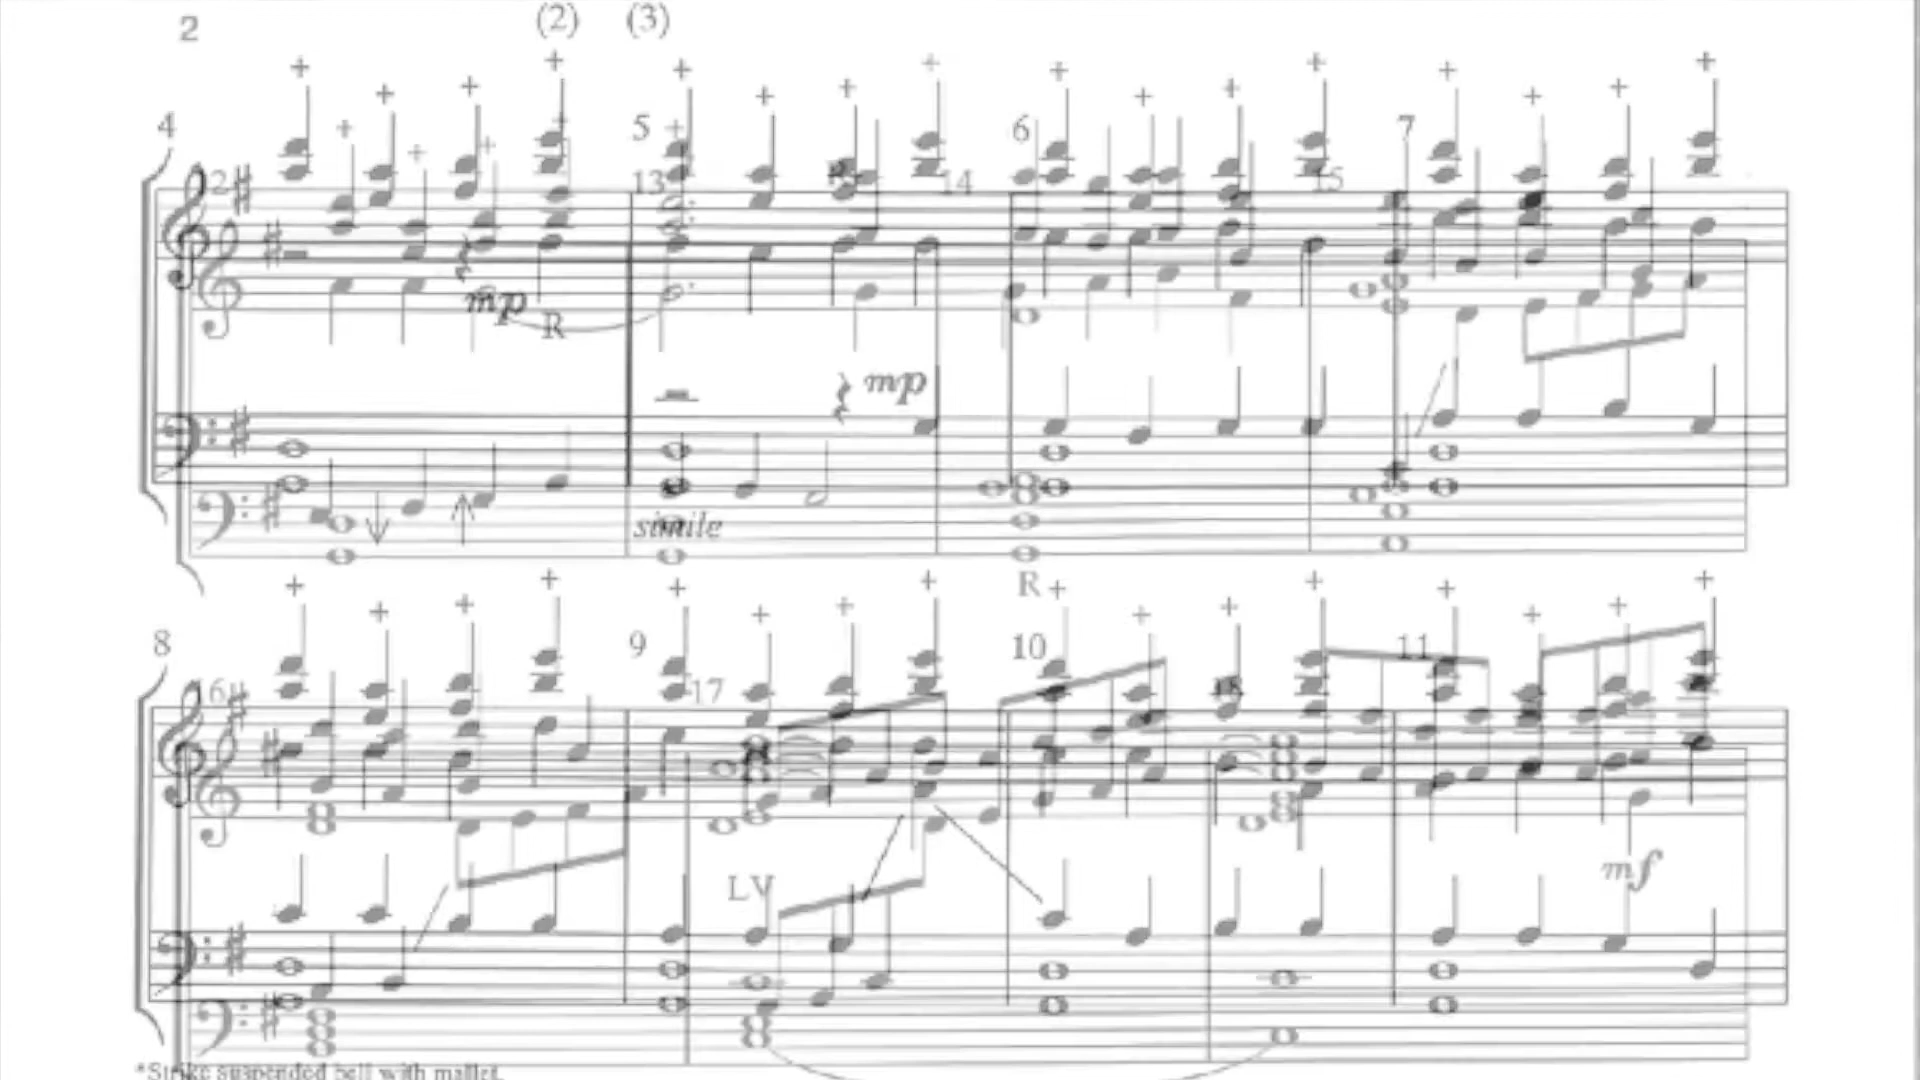 2 (2) (3)
4 5 6 7
13 14 15
mp
R
mp
simile
R
8 9 10 11
16 17 18
LV
mf
*Strike suspended bell with mallet.